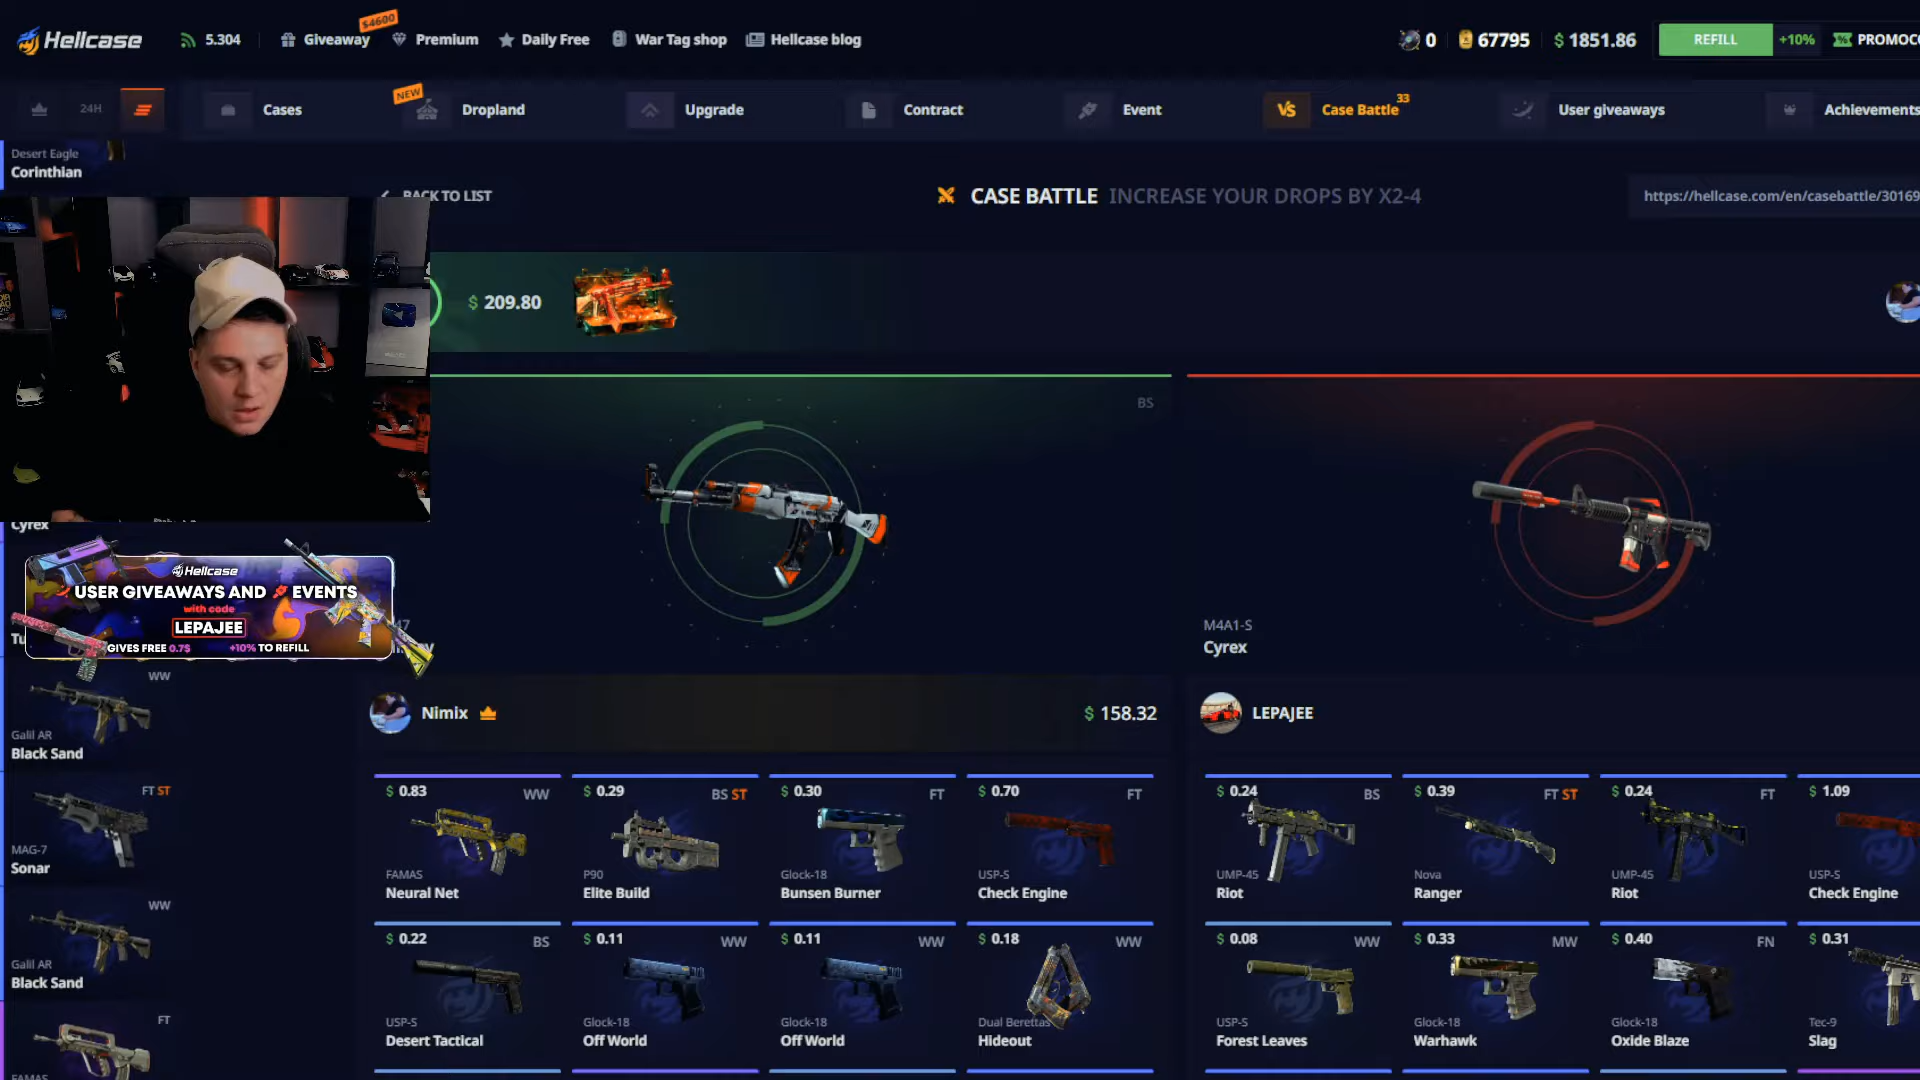 Hellcase
5.304
Giveaway
$4600
Premium
Daily Free
War Tag shop
Hellcase blog
0
67795
$ 1851.86
REFILL
+10%
PROMOCO
24H
Cases
NEW
Dropland
Upgrade
Contract
Event
VS
Case Battle
33
User giveaways
Achievements
Desert Eagle
Corinthian
BACK TO LIST
CASE BATTLE INCREASE YOUR DROPS BY X2-4
https://hellcase.com/en/casebattle/30169
$ 209.80
BS
Cyrex
Hellcase
USER GIVEAWAYS AND EVENTS
with code
LEPAJEE
GIVES FREE 0.7$ +10% TO REFILL
M4A1-S
Cyrex
Nimix
$ 158.32
LEPAJEE
WW
Galil AR
Black Sand
FT ST
MAG-7
Sonar
WW
Galil AR
Black Sand
FT
FAMAS
$ 0.83 WW
FAMAS
Neural Net
$ 0.29 BS ST
P90
Elite Build
$ 0.30 FT
Glock-18
Bunsen Burner
$ 0.70 FT
USP-S
Check Engine
$ 0.24 BS
UMP-45
Riot
$ 0.39 FT ST
Nova
Ranger
$ 0.24 FT
UMP-45
Riot
$ 1.09
USP-S
Check Engine
$ 0.22 BS
USP-S
Desert Tactical
$ 0.11 WW
Glock-18
Off World
$ 0.11 WW
Glock-18
Off World
$ 0.18 WW
Dual Berettas
Hideout
$ 0.08 WW
USP-S
Forest Leaves
$ 0.33 MW
Glock-18
Warhawk
$ 0.40 FN
Glock-18
Oxide Blaze
$ 0.31
Tec-9
Slag